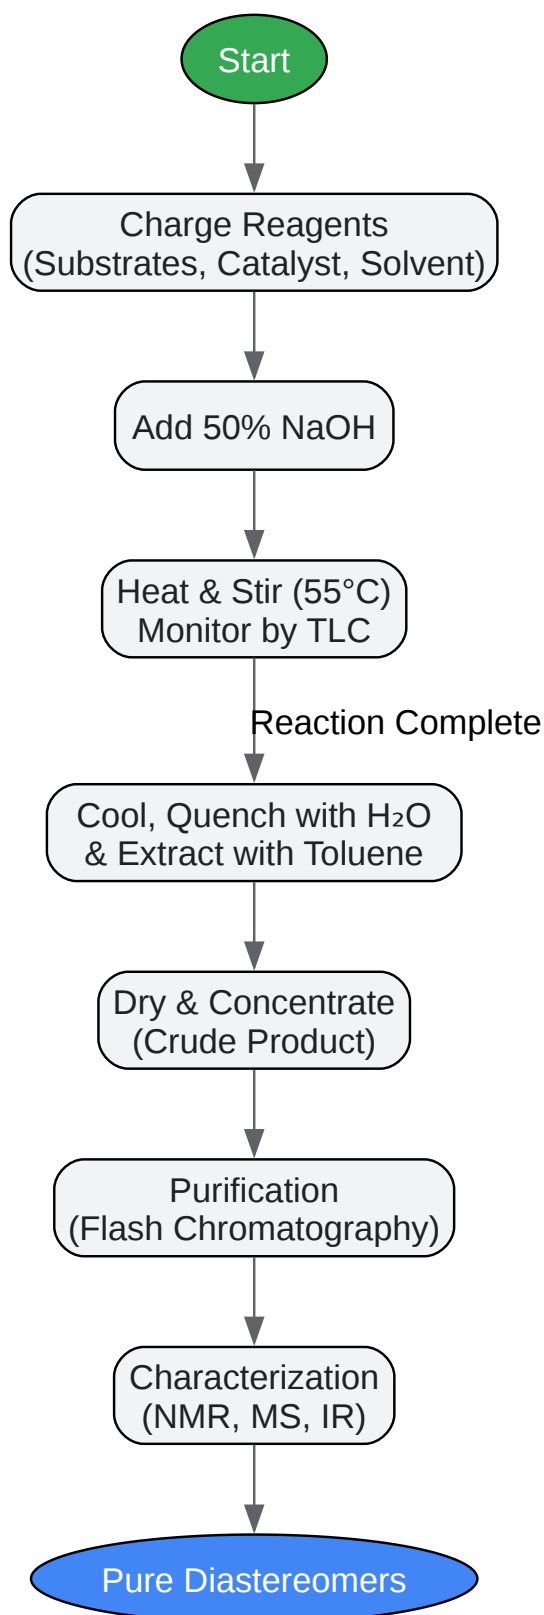 Start
Charge Reagents
(Substrates, Catalyst, Solvent)
Add 50% NaOH
Heat & Stir (55°C)
Monitor by TLC
Reaction Complete
Cool, Quench with H₂O
& Extract with Toluene
Dry & Concentrate
(Crude Product)
Purification
(Flash Chromatography)
Characterization
(NMR, MS, IR)
Pure Diastereomers